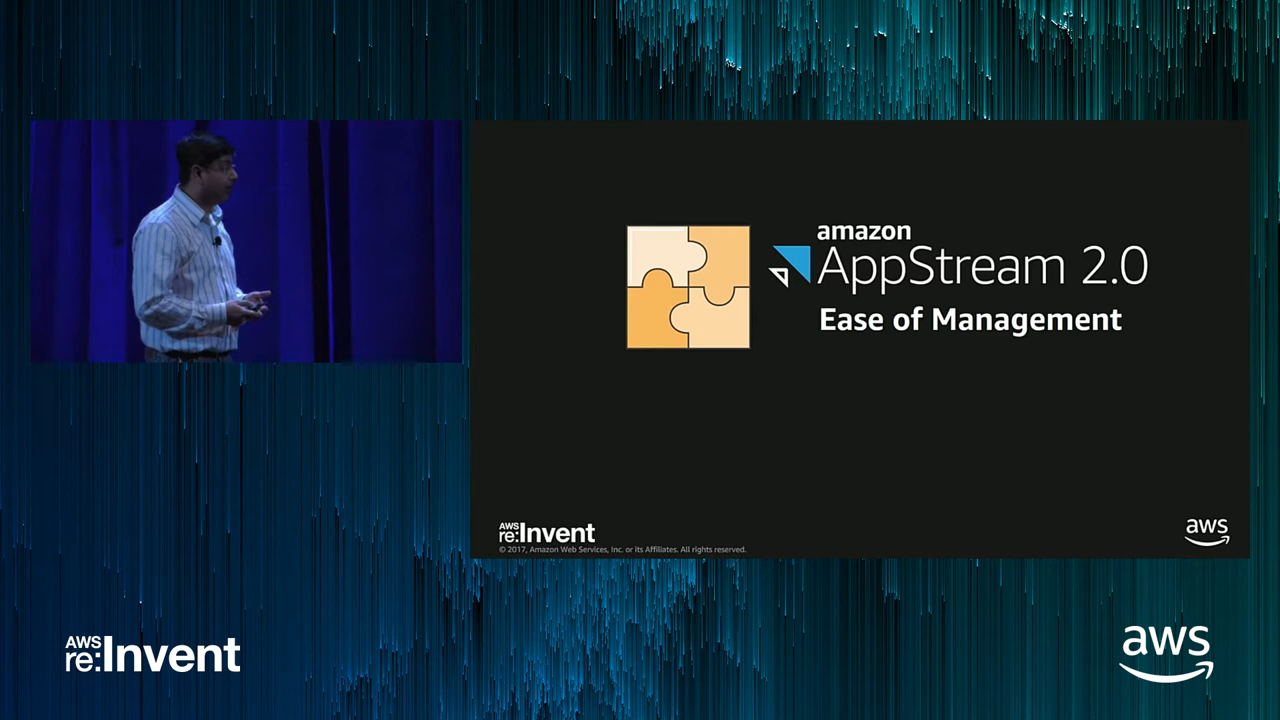 amazon
AppStream 2.0
Ease of Management
AWS
re:Invent
© 2017, Amazon Web Services, Inc. or its Affiliates. All rights reserved.
aws
AWS
re:Invent
aws